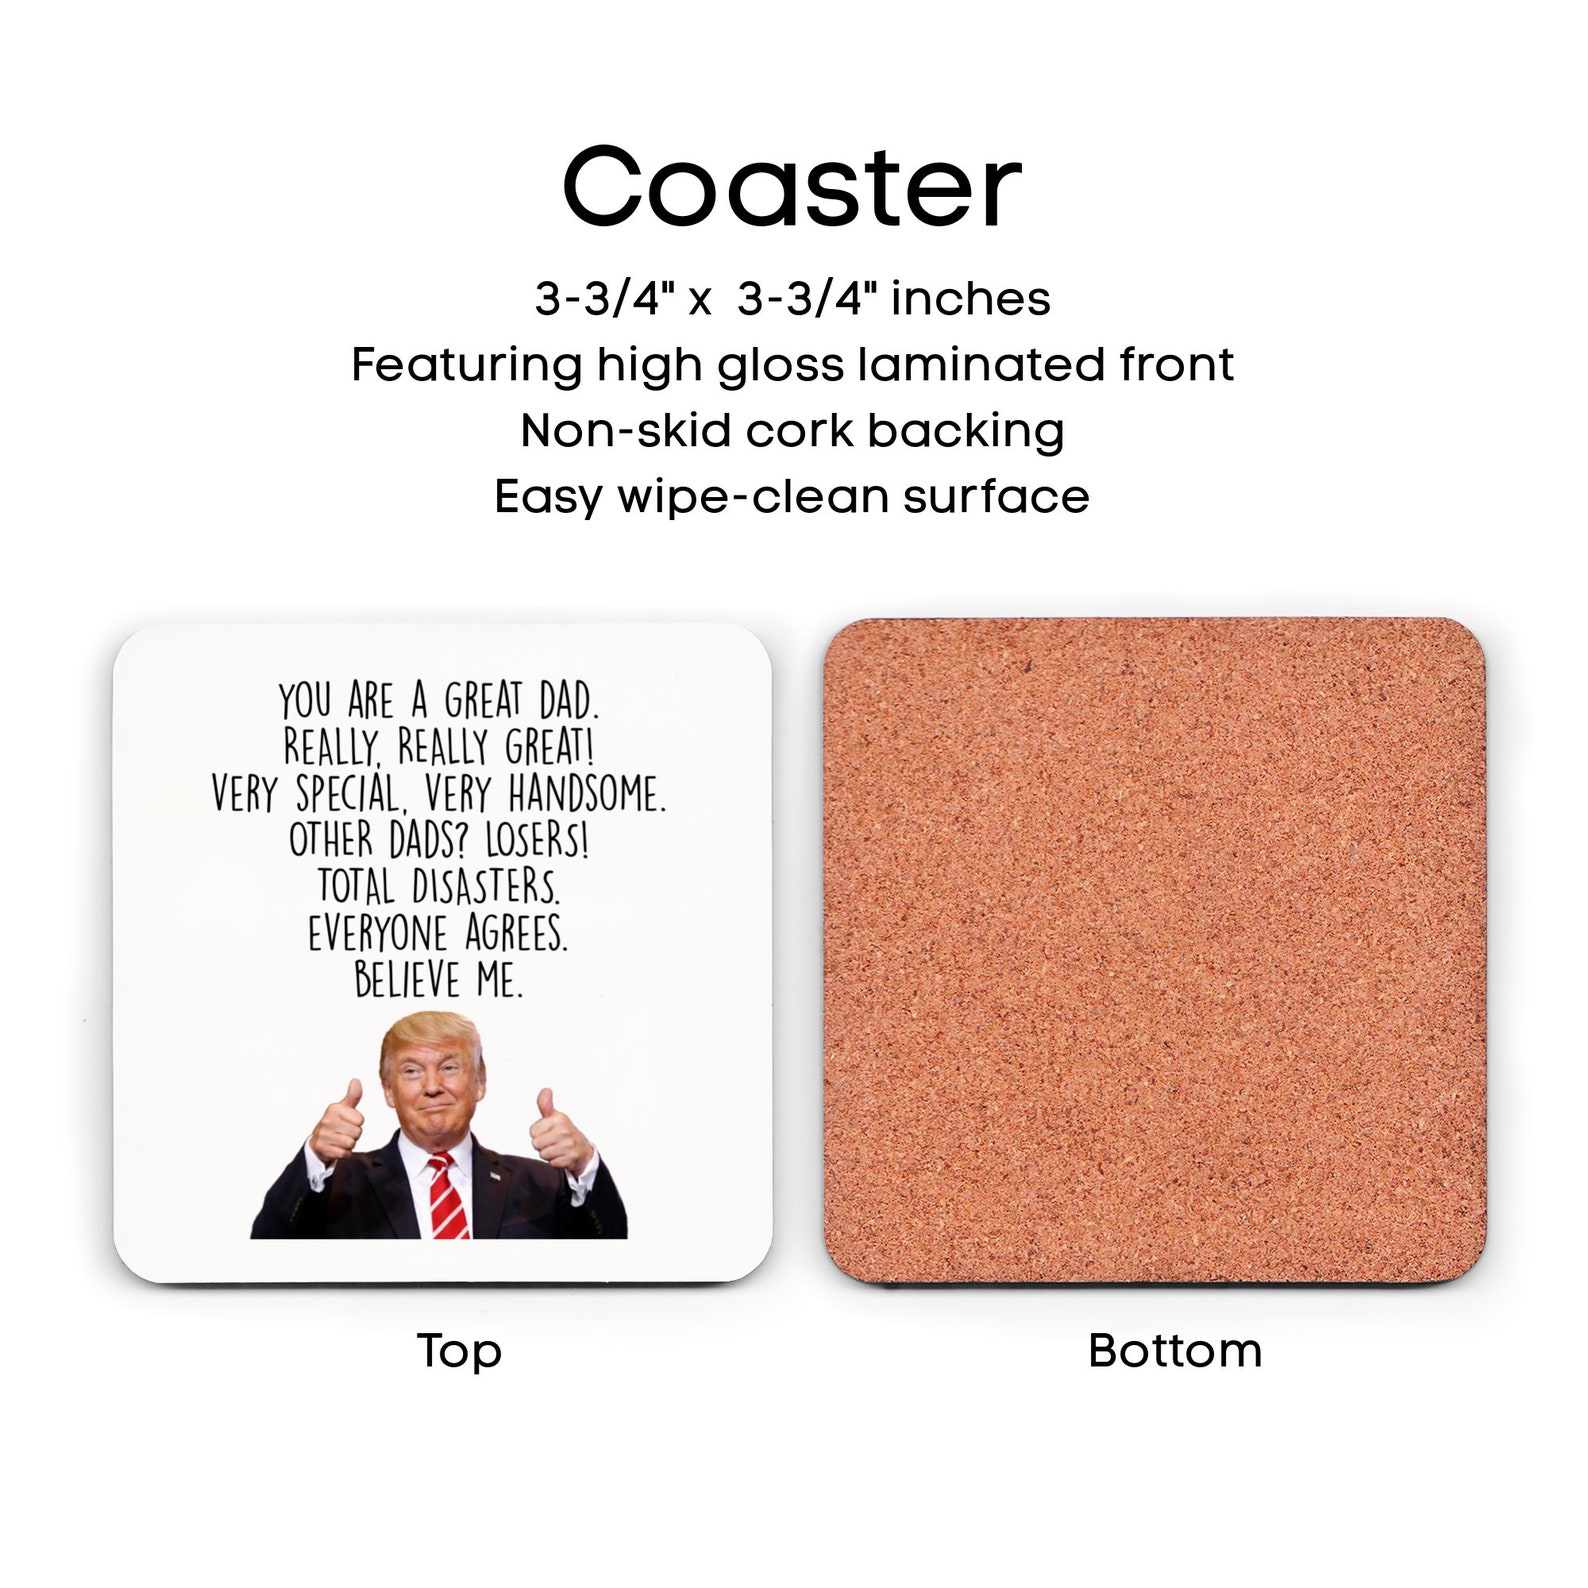 Coaster
3-3/4" x 3-3/4" inches
Featuring high gloss laminated front
Non-skid cork backing
Easy wipe-clean surface
YOU ARE A GREAT DAD.
REALLY, REALLY GREAT!
VERY SPECIAL, VERY HANDSOME.
OTHER DADS? LOSERS!
TOTAL DISASTERS.
EVERYONE AGREES.
BELIEVE ME.
Top
Bottom